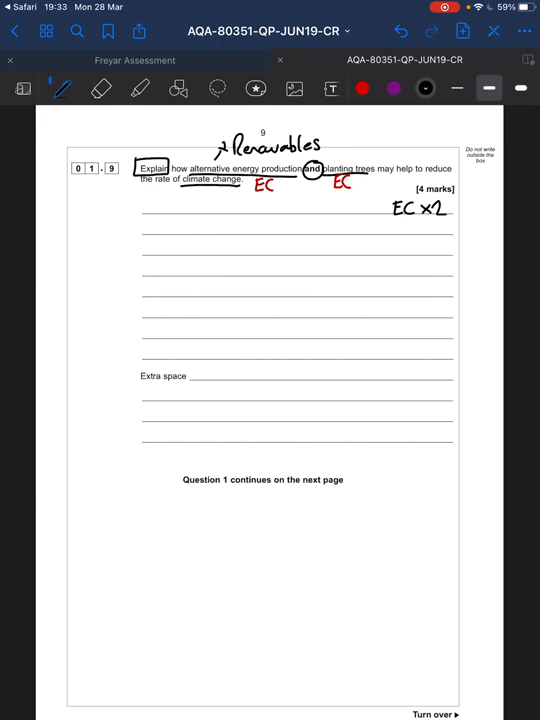 Safari 19:33 Mon 28 Mar 59%
AQA-80351-QP-JUN19-CR
Freyar Assessment
AQA-80351-QP-JUN19-CR
T
9
Renewables
Do not write outside the box
0 1 . 9 Explain how alternative energy production and planting trees may help to reduce
the rate of climate change.
EC EC
[4 marks]
EC x2
Extra space
Question 1 continues on the next page
Turn over